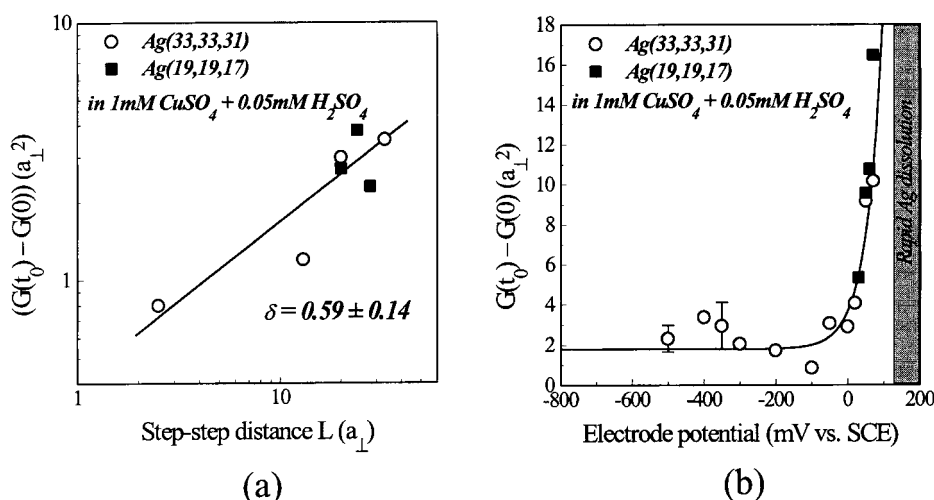 10
Ag(33,33,31)
Ag(19,19,17)
in 1mM CuSO₄ + 0.05mM H₂SO₄
(G(t₀) − G(0)) (a⊥²)
1
δ = 0.59 ± 0.14
1
10
Step-step distance L (a⊥)
(a)
18
16
14
12
10
8
6
4
2
0
Ag(33,33,31)
Ag(19,19,17)
in 1mM CuSO₄ + 0.05mM H₂SO₄
G(t₀) − G(0) (a⊥²)
Rapid Ag dissolution
-800 -600 -400 -200 0 200
Electrode potential (mV vs. SCE)
(b)